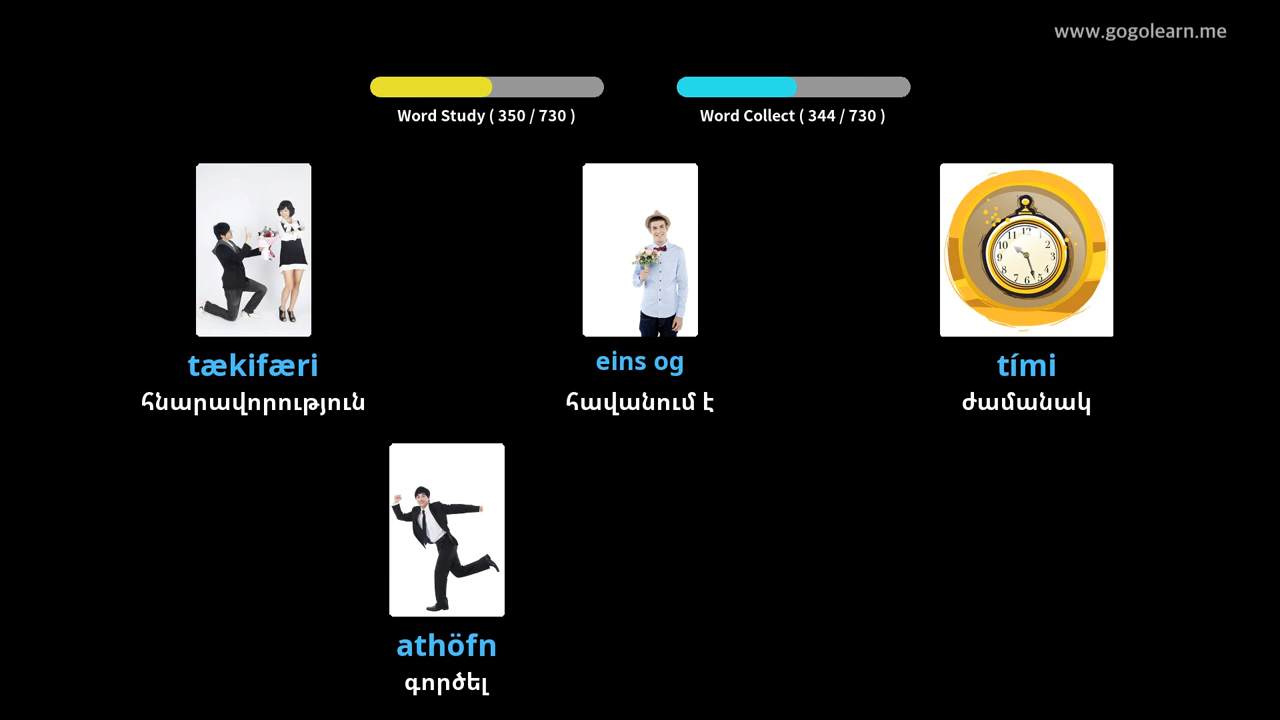 www.gogolearn.me
Word Study ( 350 / 730 )
Word Collect ( 344 / 730 )
tækifæri
հնարավորություն
eins og
հավանում է
tími
ժամանակ
athöfn
գործել